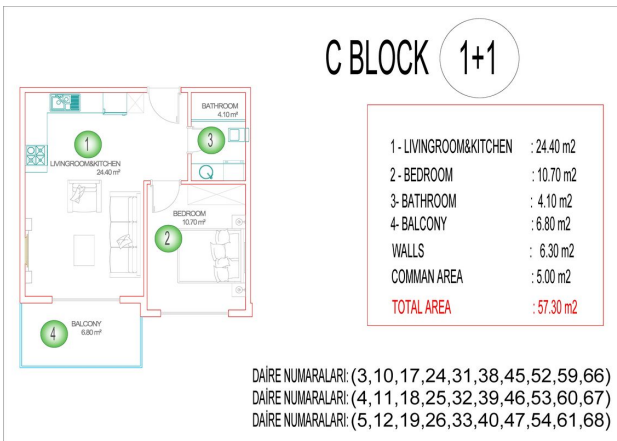 C BLOCK 1+1
BATHROOM
4.10 m²
3
1
LIVINGROOM&KITCHEN
24.40 m²
BEDROOM
10.70 m²
2
BALCONY
6.80 m²
4
1 - LIVINGROOM&KITCHEN : 24.40 m2
2 - BEDROOM : 10.70 m2
3- BATHROOM : 4.10 m2
4- BALCONY : 6.80 m2
WALLS : 6.30 m2
COMMAN AREA : 5.00 m2
TOTAL AREA : 57.30 m2
DAİRE NUMARALARI: (3,10,17,24,31,38,45,52,59,66)
DAİRE NUMARALARI: (4,11,18,25,32,39,46,53,60,67)
DAİRE NUMARALARI: (5,12,19,26,33,40,47,54,61,68)